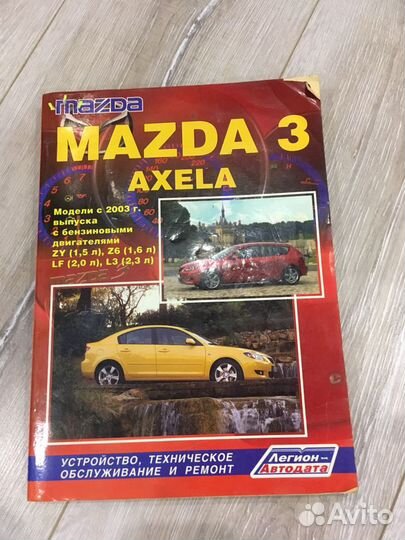 mazda
MAZDA 3
AXELA
Модели с 2003 г.
выпуска
с бензиновыми
двигателями
ZY (1,5 л), Z6 (1,6 л)
LF (2,0 л), L3 (2,3 л)
УСТРОЙСТВО, ТЕХНИЧЕСКОЕ
ОБСЛУЖИВАНИЕ И РЕМОНТ
Легион
Автодата
Avito